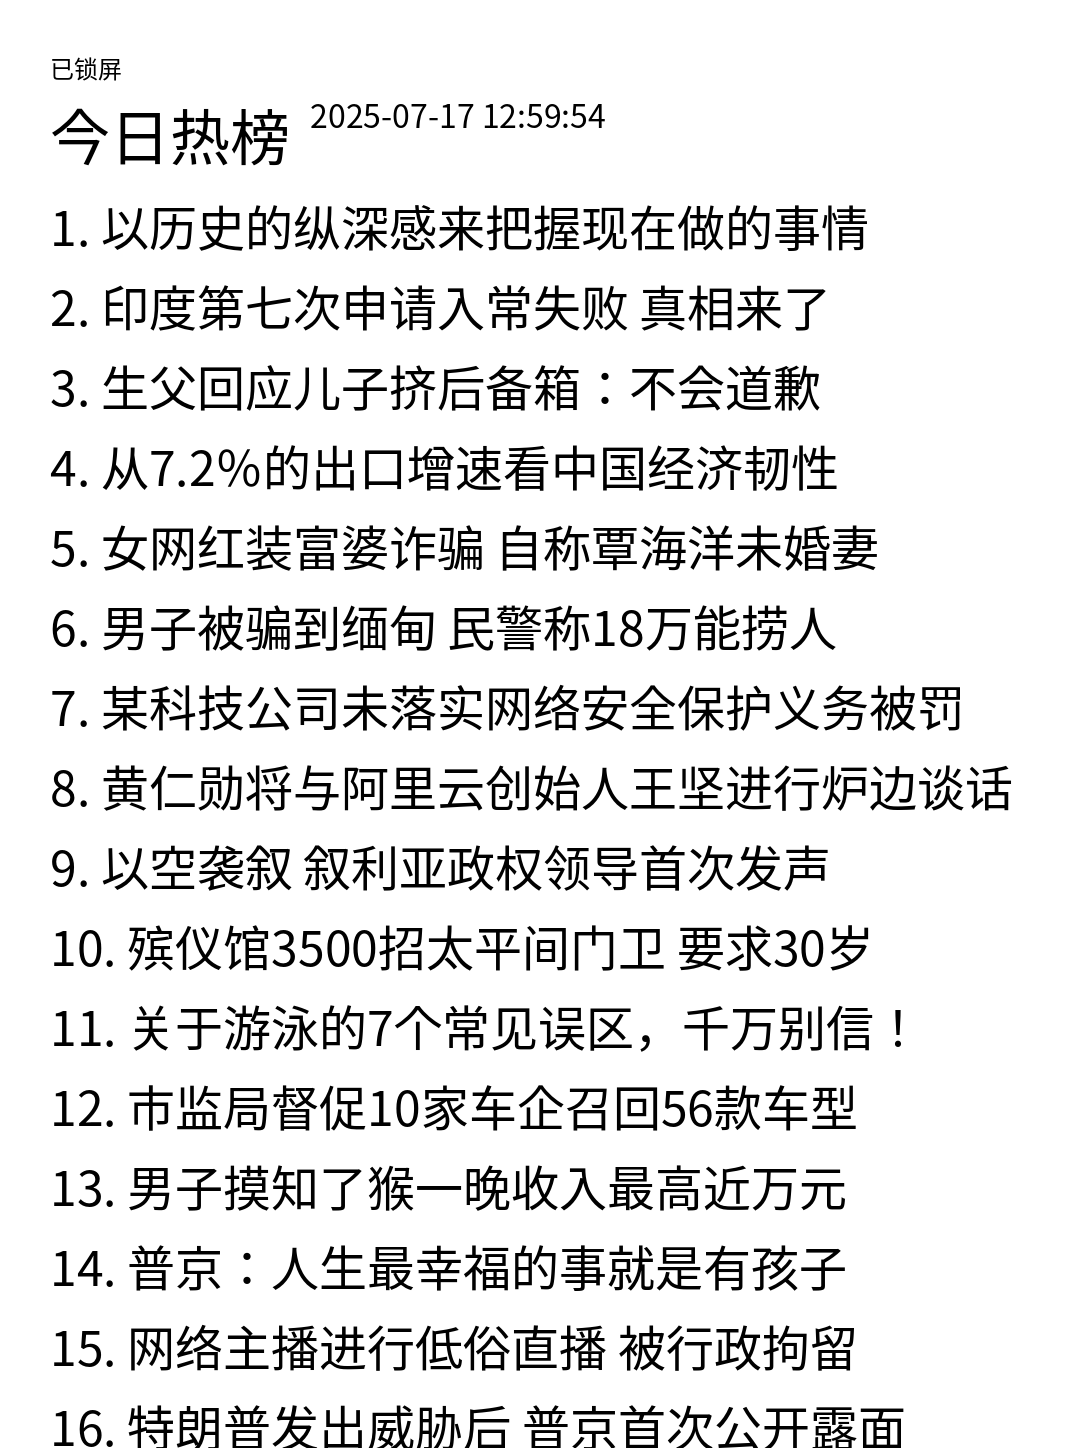 已锁屏
今日热榜 2025-07-17 12:59:54
1. 以历史的纵深感来把握现在做的事情
2. 印度第七次申请入常失败 真相来了
3. 生父回应儿子挤后备箱：不会道歉
4. 从7.2%的出口增速看中国经济韧性
5. 女网红装富婆诈骗 自称覃海洋未婚妻
6. 男子被骗到缅甸 民警称18万能捞人
7. 某科技公司未落实网络安全保护义务被罚
8. 黄仁勋将与阿里云创始人王坚进行炉边谈话
9. 以空袭叙 叙利亚政权领导首次发声
10. 殡仪馆3500招太平间门卫 要求30岁
11. 关于游泳的7个常见误区，千万别信！
12. 市监局督促10家车企召回56款车型
13. 男子摸知了猴一晚收入最高近万元
14. 普京：人生最幸福的事就是有孩子
15. 网络主播进行低俗直播 被行政拘留
16. 特朗普发出威胁后 普京首次公开露面